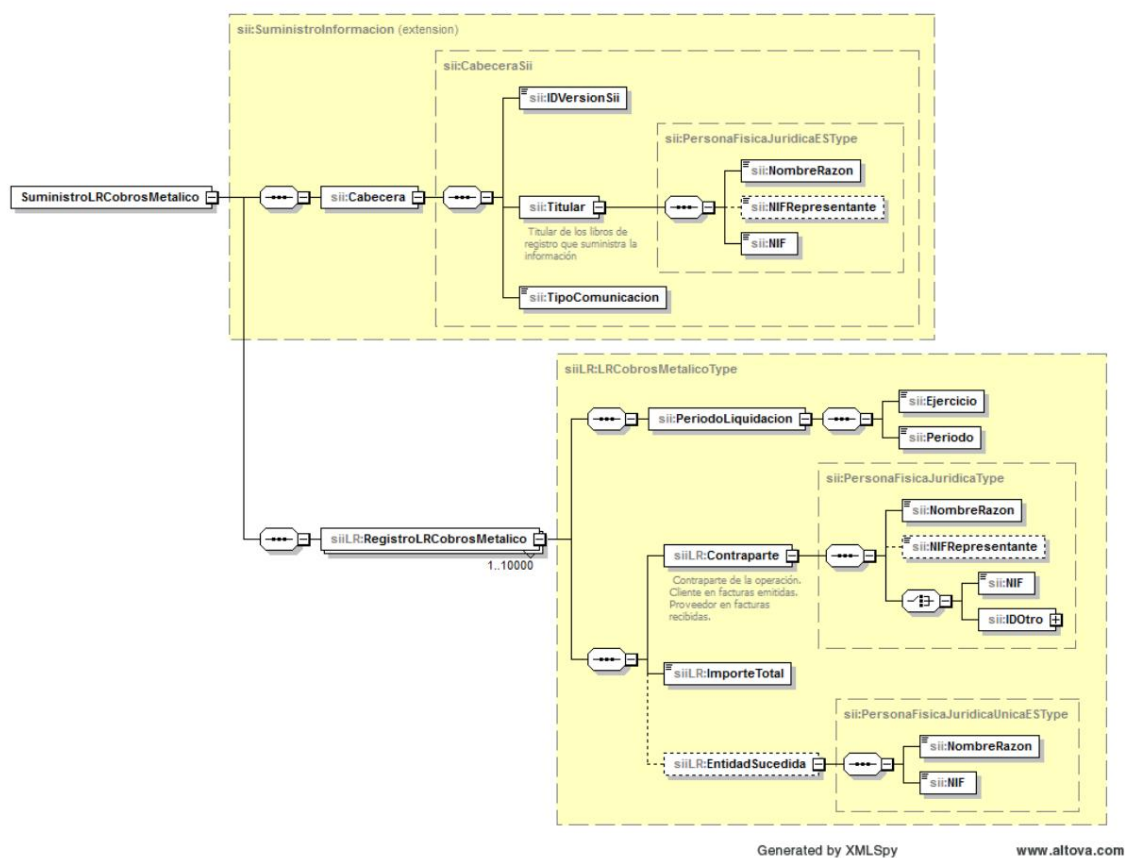 sii:SuministroInformacion (extension)
sii:CabeceraSii
sii:IDVersionSii
sii:PersonaFisicaJuridicaESType
sii:NombreRazon
SuministroLRCobrosMetalico
sii:Cabecera
sii:Titular
sii:NIFRepresentante
Titular de los libros de
registro que suministra la
información
sii:NIF
sii:TipoComunicacion
siiLR:LRCobrosMetalicoType
sii:PeriodoLiquidacion
sii:Ejercicio
sii:Periodo
sii:PersonaFisicaJuridicaType
sii:NombreRazon
siiLR:RegistroLRCobrosMetalico
1..10000
siiLR:Contraparte
sii:NIFRepresentante
Contraparte de la operación.
Cliente en facturas emitidas.
Proveedor en facturas
recibidas.
sii:NIF
sii:IDOtro
siiLR:ImporteTotal
sii:PersonaFisicaJuridicaUnicaESType
sii:NombreRazon
siiLR:EntidadSucedida
sii:NIF
Generated by XMLSpy
www.altova.com